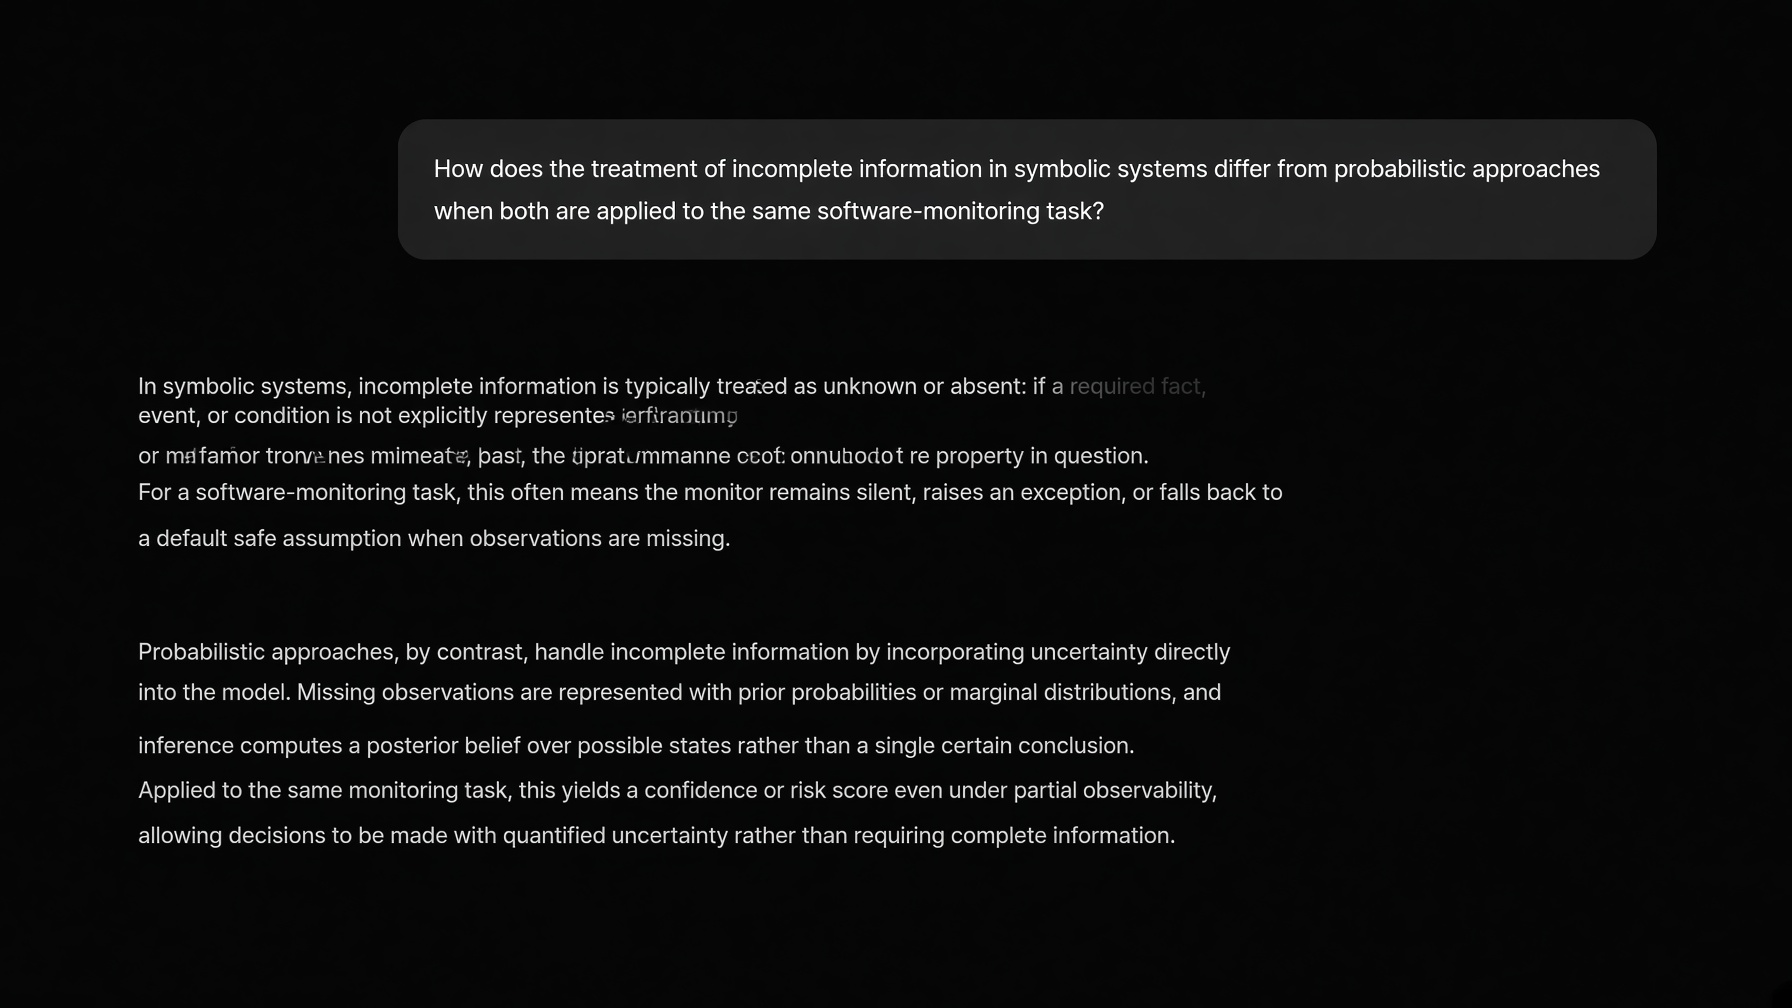 How does the treatment of incomplete information in symbolic systems differ from probabilistic approaches
when both are applied to the same software-monitoring task?
In symbolic systems, incomplete information is typically treated as unknown or absent: if a required fact,
event, or condition is not explicitly
or past, the property in question.
For a software-monitoring task, this often means the monitor remains silent, raises an exception, or falls back to
a default safe assumption when observations are missing.
Probabilistic approaches, by contrast, handle incomplete information by incorporating uncertainty directly
into the model. Missing observations are represented with prior probabilities or marginal distributions, and
inference computes a posterior belief over possible states rather than a single certain conclusion.
Applied to the same monitoring task, this yields a confidence or risk score even under partial observability,
allowing decisions to be made with quantified uncertainty rather than requiring complete information.